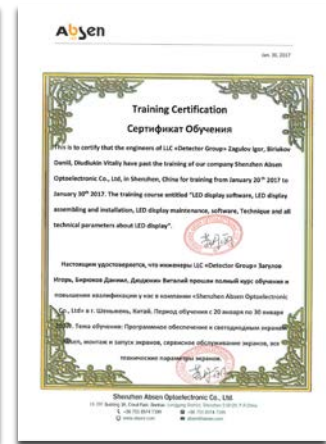 Absen
Jan. 30, 2017
Training Certification
Сертификат Обучения
This is to certify that the engineers of LLC «Detector Group» Zagulov Igor, Biriukov
Daniil, Diudiukin Vitaliy have past the training of our company Shenzhen Absen
Optoelectronic Co., Ltd, in Shenzhen, China for training from January 20th 2017 to
January 30th 2017. The training course entitled "LED display software, LED display
assembling and installation, LED display maintenance, software, Technique and all
technical parameters about LED display".
Настоящим удостоверяется, что инженеры LLC «Detector Group» Загулов
Игорь, Бирюков Даниил, Дюдюкин Виталий прошли полный курс обучения и
повышения квалификации у нас в компании «Shenzhen Absen Optoelectronic
Co., Ltd» в г. Шеньжень, Китай. Период обучения с 20 января по 30 января
2017. Тема обучения: Програмное обеспечение и светодиодным экранам
Absen, монтаж и запуск экранов, сервисное обслуживание экранов, все
технические параметры экранов.
Shenzhen Absen Optoelectronic Co., Ltd.